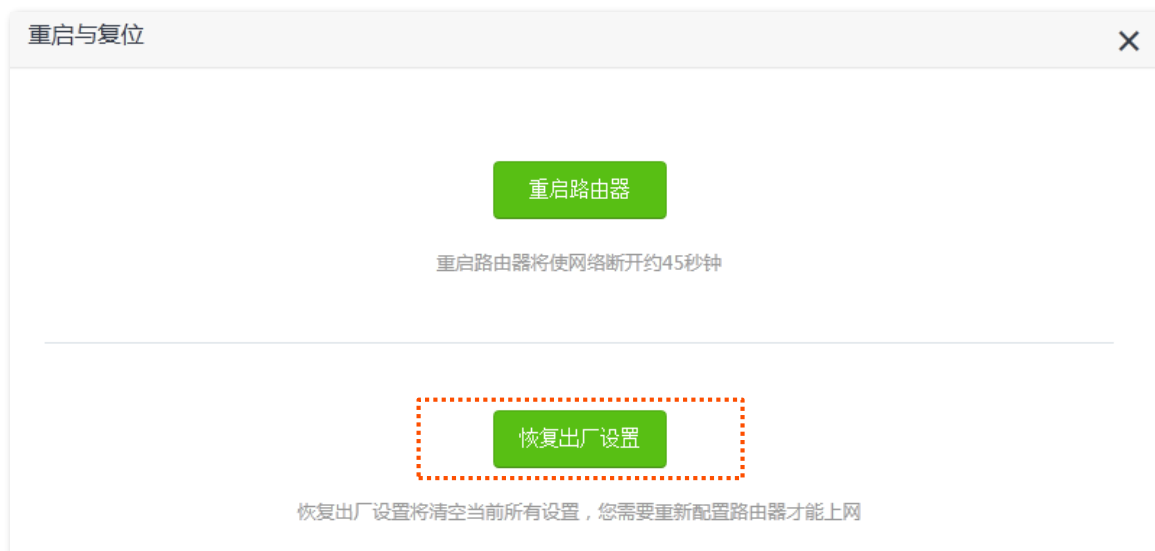 重启与复位
重启路由器
重启路由器将使网络断开约45秒钟
恢复出厂设置
恢复出厂设置将清空当前所有设置，您需要重新配置路由器才能上网